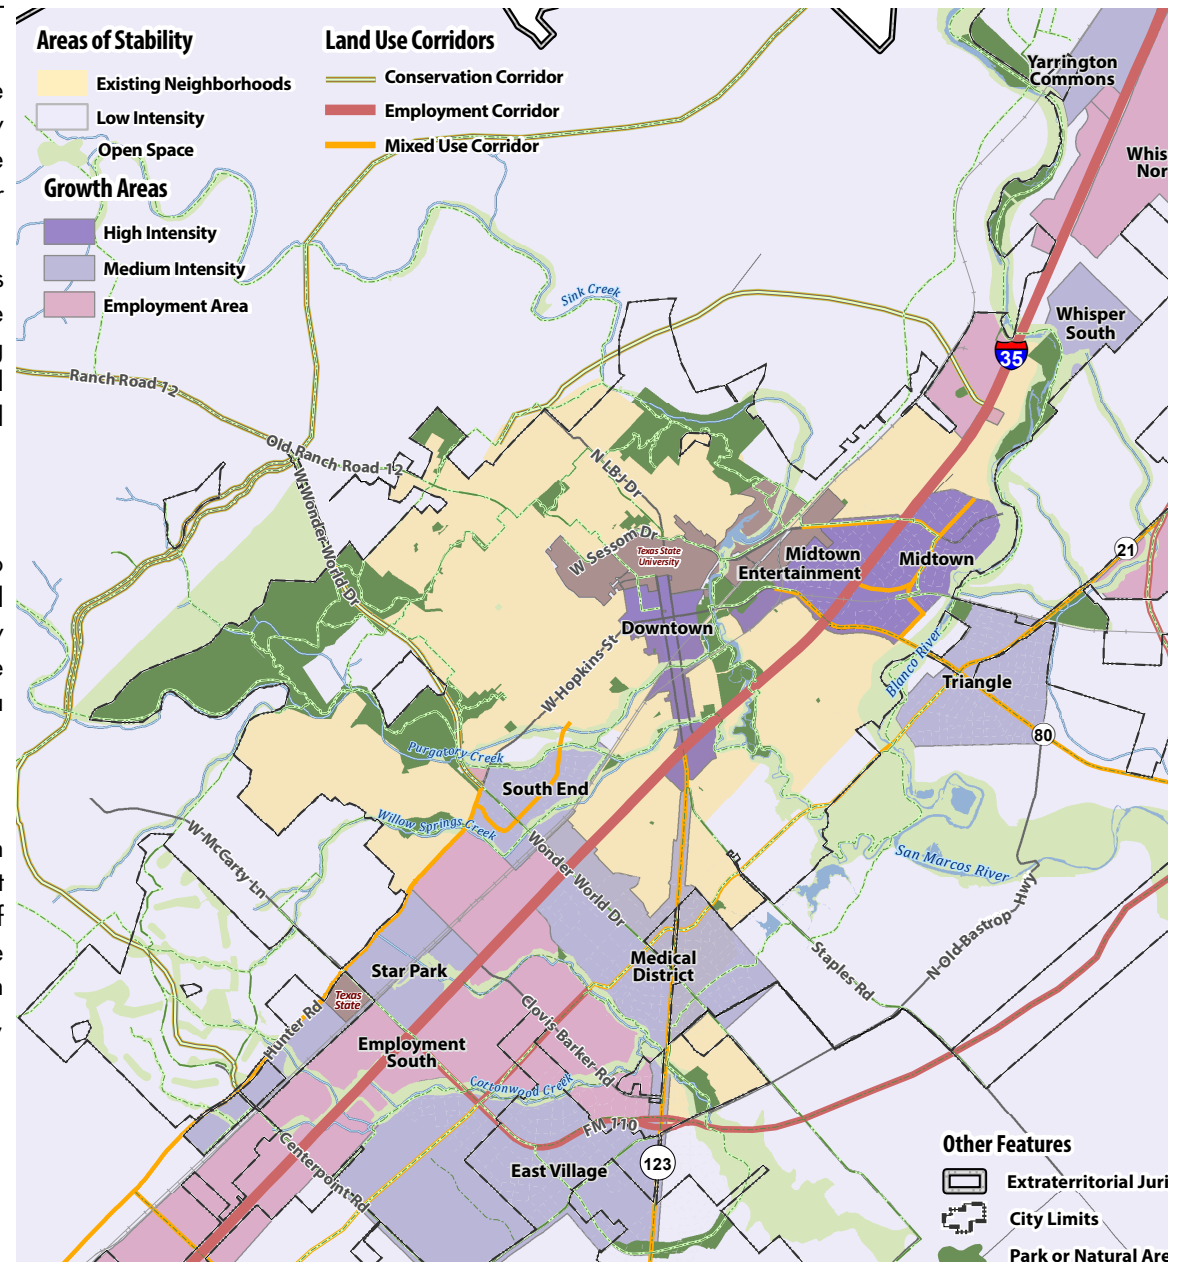 Areas of Stability
Existing Neighborhoods
Low Intensity
Open Space
Growth Areas
High Intensity
Medium Intensity
Employment Area
Land Use Corridors
Conservation Corridor
Employment Corridor
Mixed Use Corridor
Yarrington
Commons
Whis
Nor
Sink Creek
Whisper
South
35
Ranch Road 12
Old Ranch Road 12
W Wonder World Dr
N LBJ Dr
W Sessom Dr
Texas State
University
Midtown
Entertainment
Midtown
21
Downtown
W Hopkins St
Blanco River
Triangle
80
Purgatory Creek
South End
Willow Springs Creek
W McCarty Ln
Wonder World Dr
San Marcos River
N Old Bastrop Hwy
Staples Rd
Medical
District
Star Park
Texas
State
Hunter Rd
Clovis Barker Rd
Employment
South
Cottonwood Creek
FM 110
Centerpoint Rd
East Village
123
Other Features
Extraterritorial Juri
City Limits
Park or Natural Are